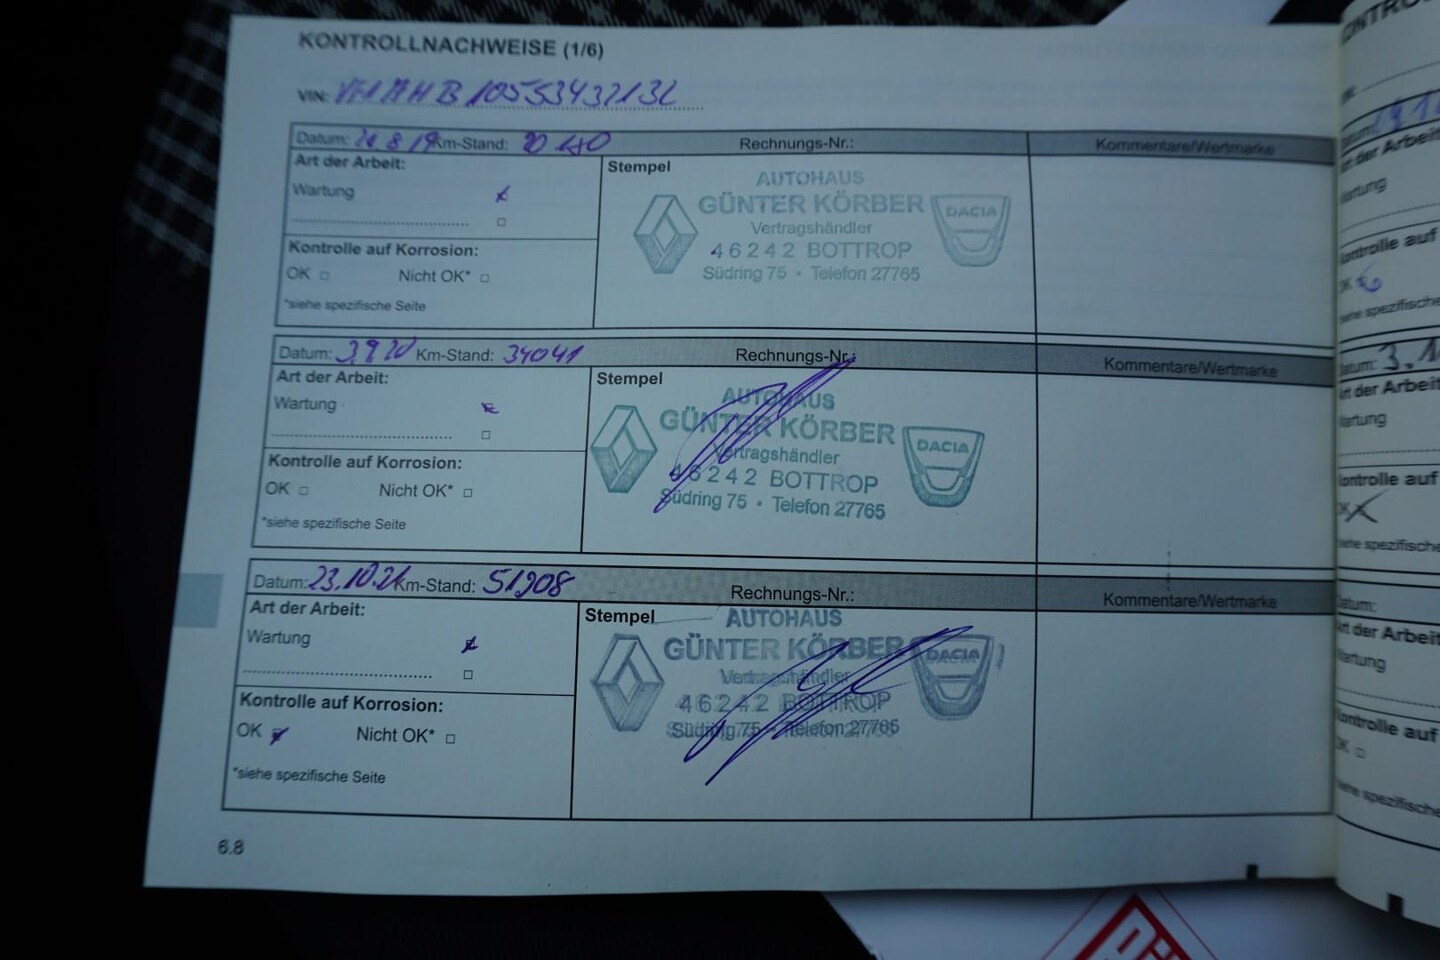 KONTROLLNACHWEISE (1/6)
VIN:
Datum: Km-Stand: Rechnungs-Nr.: Kommentare/Wertmarke
Art der Arbeit:
Wartung
Kontrolle auf Korrosion:
OK Nicht OK*
*siehe spezifische Seite
Stempel
AUTOHAUS
GÜNTER KÖRBER
Vertragshändler
46242 BOTTROP
Südring 75 • Telefon 27765
DACIA
Datum: 3.9.20 Km-Stand: 34041 Rechnungs-Nr.: Kommentare/Wertmarke
Art der Arbeit:
Wartung
Kontrolle auf Korrosion:
OK Nicht OK*
*siehe spezifische Seite
Stempel
AUTOHAUS
GÜNTER KÖRBER
Vertragshändler
46242 BOTTROP
Südring 75 • Telefon 27765
DACIA
Datum: 23.10.21 Km-Stand: 51908 Rechnungs-Nr.: Kommentare/Wertmarke
Art der Arbeit:
Wartung
Kontrolle auf Korrosion:
OK Nicht OK*
*siehe spezifische Seite
Stempel
AUTOHAUS
GÜNTER KÖRBER
Vertragshändler
46242 BOTTROP
Südring 75 • Telefon 27765
DACIA
6.8